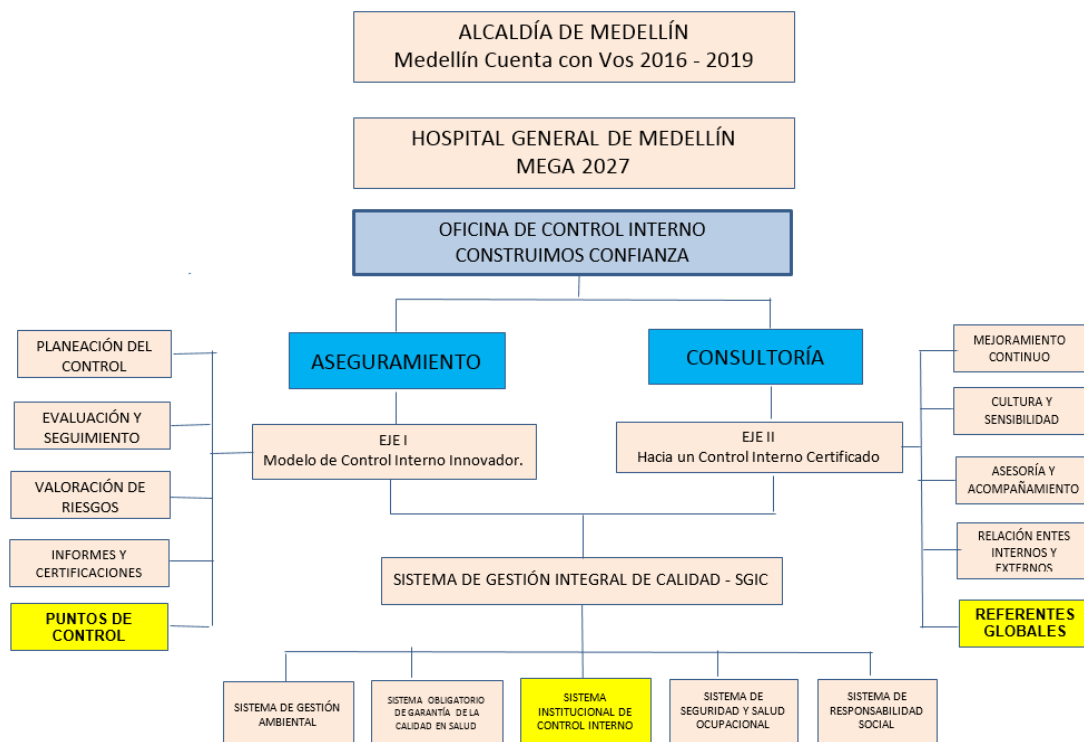 ALCALDÍA DE MEDELLÍN
Medellín Cuenta con Vos 2016 - 2019
HOSPITAL GENERAL DE MEDELLÍN
MEGA 2027
OFICINA DE CONTROL INTERNO
CONSTRUIMOS CONFIANZA
ASEGURAMIENTO
CONSULTORÍA
PLANEACIÓN DEL
CONTROL
EVALUACIÓN Y
SEGUIMIENTO
VALORACIÓN DE
RIESGOS
INFORMES Y
CERTIFICACIONES
PUNTOS DE
CONTROL
EJE I
Modelo de Control Interno Innovador.
EJE II
Hacia un Control Interno Certificado
MEJORAMIENTO
CONTINUO
CULTURA Y
SENSIBILIDAD
ASESORÍA Y
ACOMPAÑAMIENTO
RELACIÓN ENTES
INTERNOS Y
EXTERNOS
REFERENTES
GLOBALES
SISTEMA DE GESTIÓN INTEGRAL DE CALIDAD - SGIC
SISTEMA DE GESTIÓN
AMBIENTAL
SISTEMA OBLIGATORIO
DE GARANTÍA DE LA
CALIDAD EN SALUD
SISTEMA
INSTITUCIONAL DE
CONTROL INTERNO
SISTEMA DE
SEGURIDAD Y SALUD
OCUPACIONAL
SISTEMA DE
RESPONSABILIDAD
SOCIAL